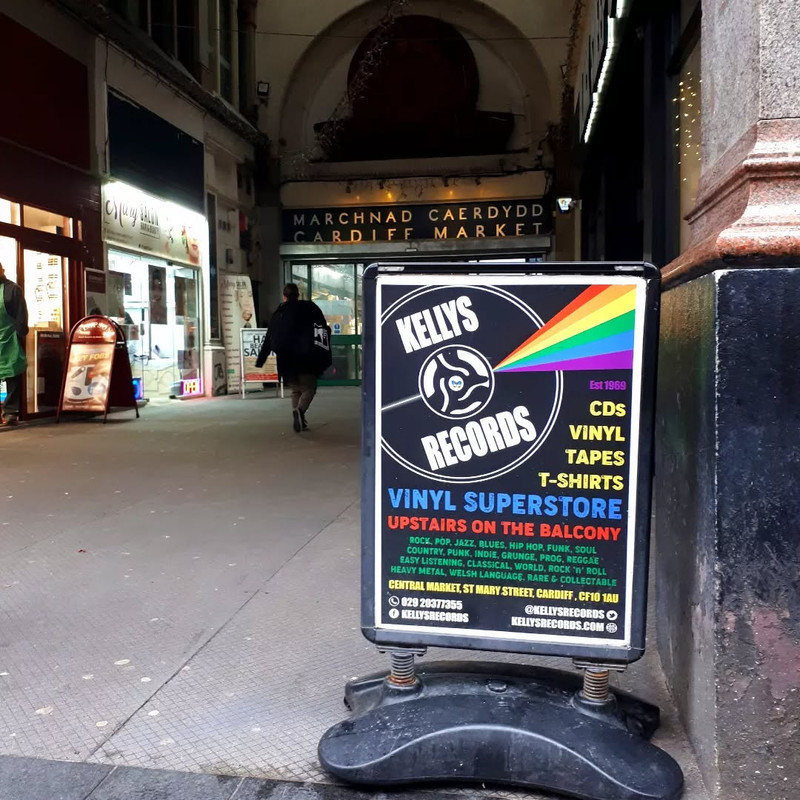 MARCHNAD CAERDYDD
CARDIFF MARKET
OPEN
KELLYS
RECORDS
Est 1969
CDs
VINYL
TAPES
T-SHIRTS
VINYL SUPERSTORE
UPSTAIRS ON THE BALCONY
ROCK, POP, JAZZ, BLUES, HIP HOP, FUNK, SOUL
COUNTRY, PUNK, INDIE, GRUNGE, PROG, REGGAE
EASY LISTENING, CLASSICAL, WORLD, ROCK 'n' ROLL
HEAVY METAL, WELSH LANGUAGE, RARE & COLLECTABLE
CENTRAL MARKET, ST MARY STREET, CARDIFF , CF10 1AU
029 20377355
@KELLYSRECORDS
KELLYSRECORDS
KELLYSRECORDS.COM